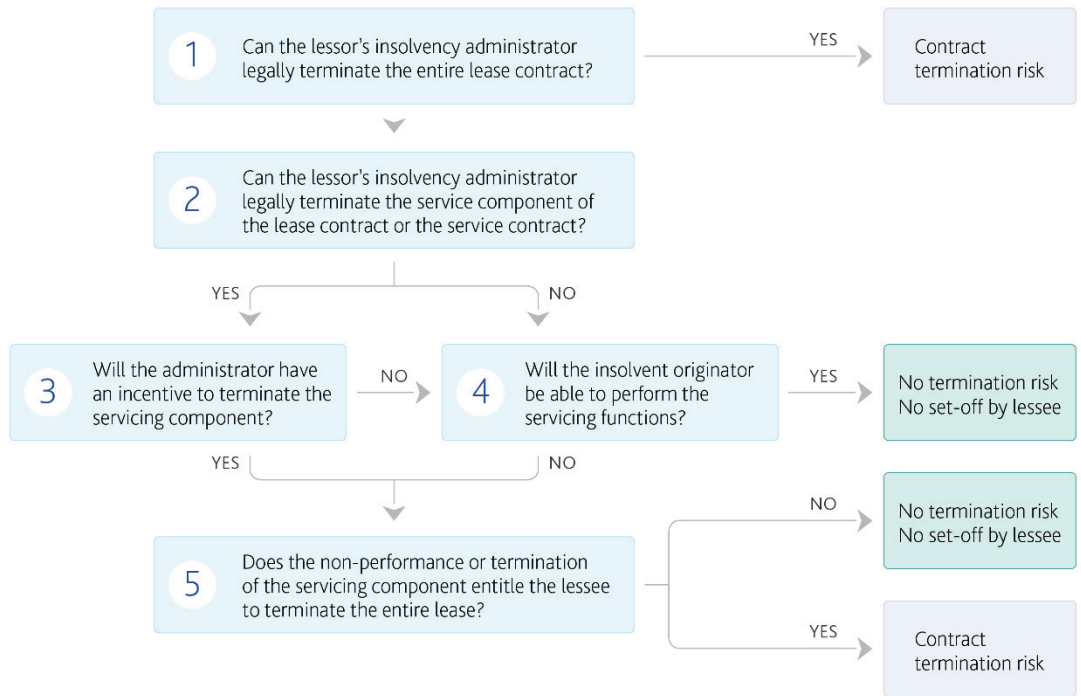 1
Can the lessor’s insolvency administrator
legally terminate the entire lease contract?
YES
Contract
termination risk
2
Can the lessor’s insolvency administrator
legally terminate the service component of
the lease contract or the service contract?
YES
NO
3
Will the administrator have
an incentive to terminate the
servicing component?
NO
4
Will the insolvent originator
be able to perform the
servicing functions?
YES
No termination risk
No set-off by lessee
YES
NO
5
Does the non-performance or termination
of the servicing component entitle the lessee
to terminate the entire lease?
NO
No termination risk
No set-off by lessee
YES
Contract
termination risk